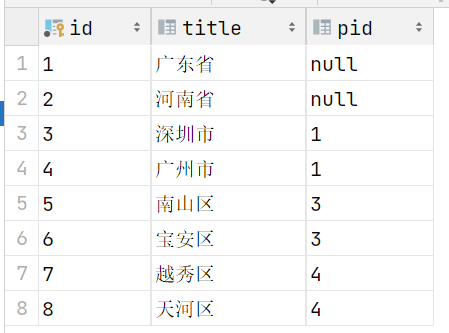 id title pid
1 1 广东省 null
2 2 河南省 null
3 3 深圳市 1
4 4 广州市 1
5 5 南山区 3
6 6 宝安区 3
7 7 越秀区 4
8 8 天河区 4